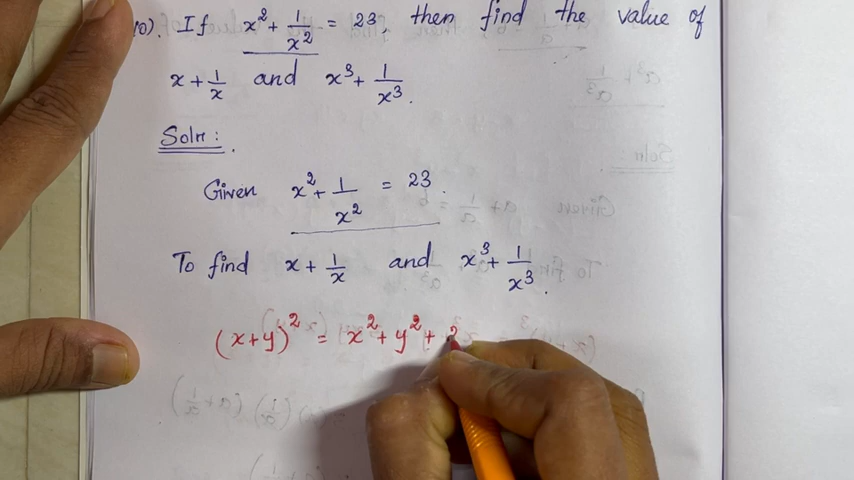 10). If x² + 1/x² = 23, then find the value of
x + 1/x and x³ + 1/x³.
Soln:.
Given x² + 1/x² = 23.
To find x + 1/x and x³ + 1/x³.
(x+y)² = x² + y² + 2